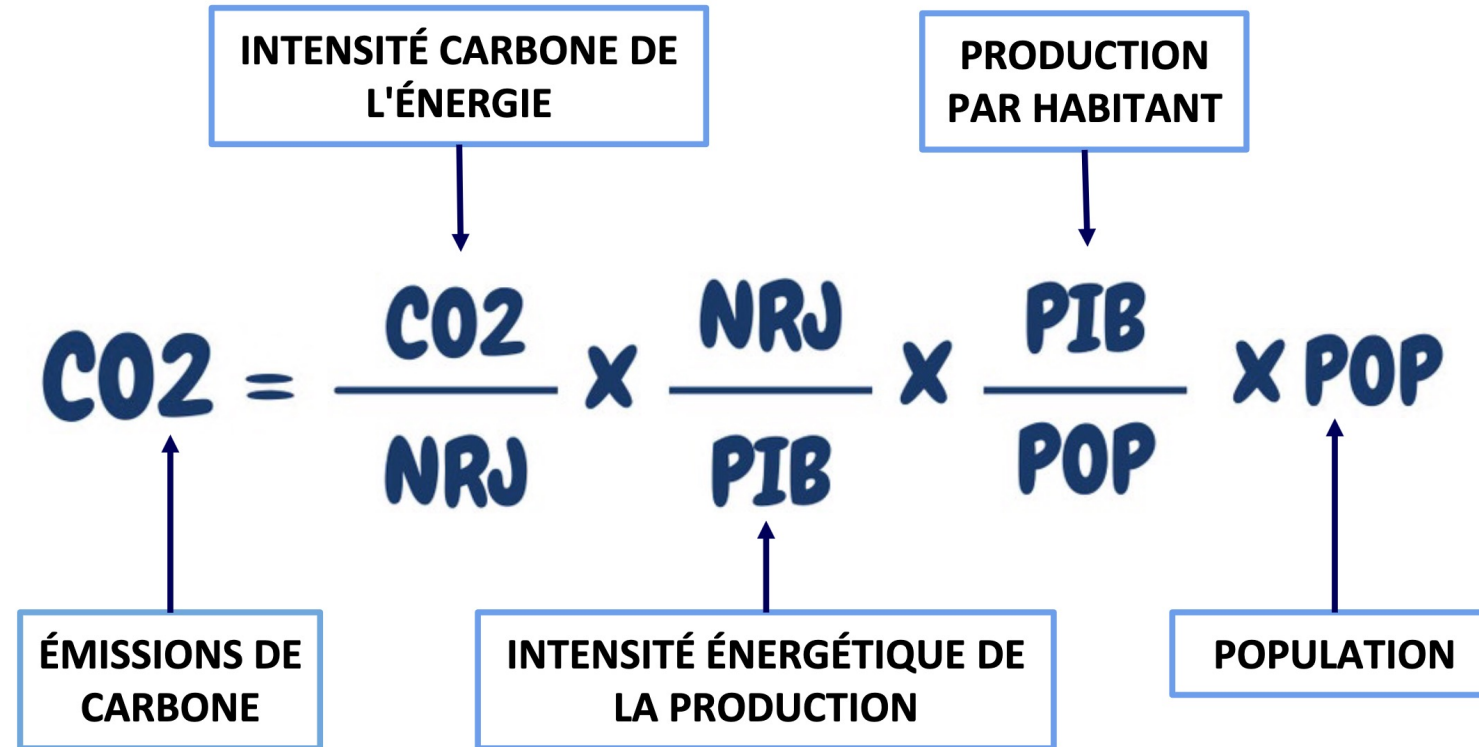 INTENSITÉ CARBONE DE
L'ÉNERGIE
PRODUCTION
PAR HABITANT
CO2 = CO2 X NRJ X PIB X POP
NRJ PIB POP
ÉMISSIONS DE
CARBONE
INTENSITÉ ÉNERGÉTIQUE DE
LA PRODUCTION
POPULATION